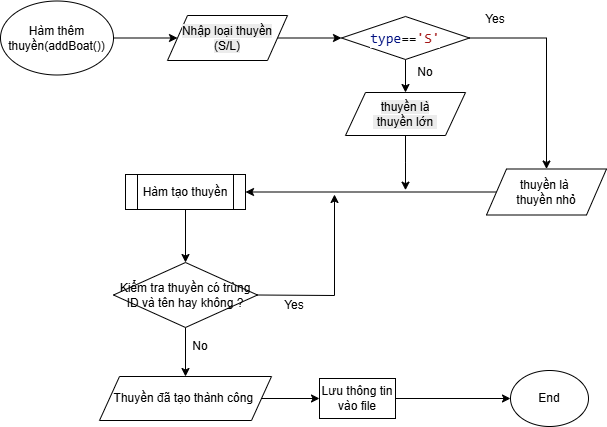 Hàm thêm
thuyền(addBoat())
Nhập loại thuyền
(S/L)
type=='S'
Yes
No
thuyền là
thuyền lớn
thuyền là
thuyền nhỏ
Hàm tạo thuyền
Kiểm tra thuyền có trùng
ID và tên hay không ?
Yes
No
Thuyền đã tạo thành công
Lưu thông tin
vào file
End